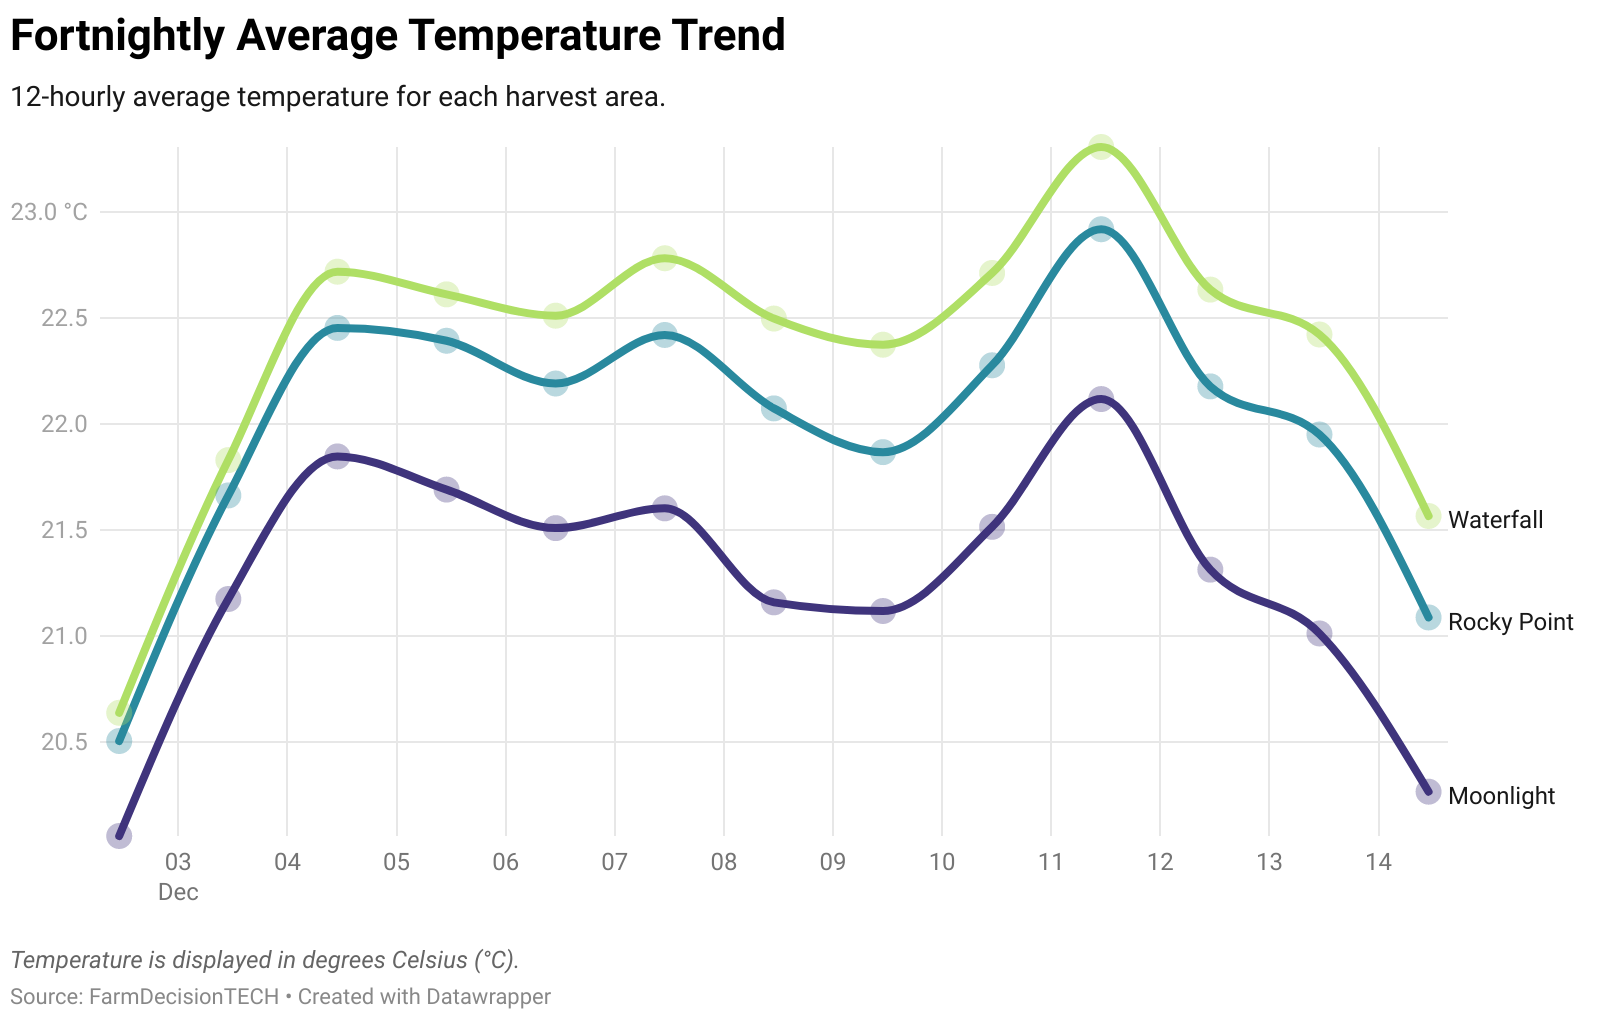 Fortnightly Average Temperature Trend
12-hourly average temperature for each harvest area.
23.0 °C
22.5
22.0
21.5
21.0
20.5
Waterfall
Rocky Point
Moonlight
03 04 05 06 07 08 09 10 11 12 13 14
Dec
Temperature is displayed in degrees Celsius (°C).
Source: FarmDecisionTECH • Created with Datawrapper